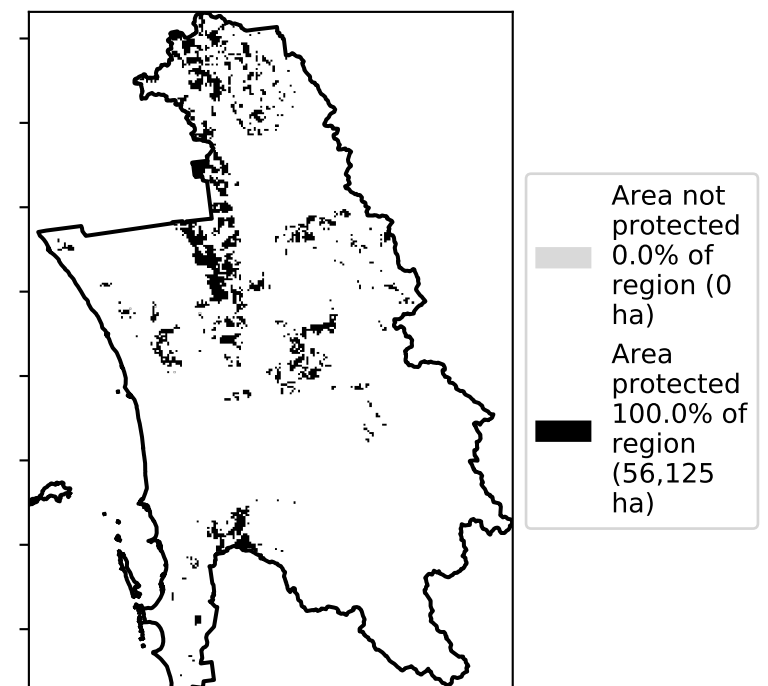 Area not
protected
0.0% of
region (0
ha)
Area
protected
100.0% of
region
(56,125
ha)